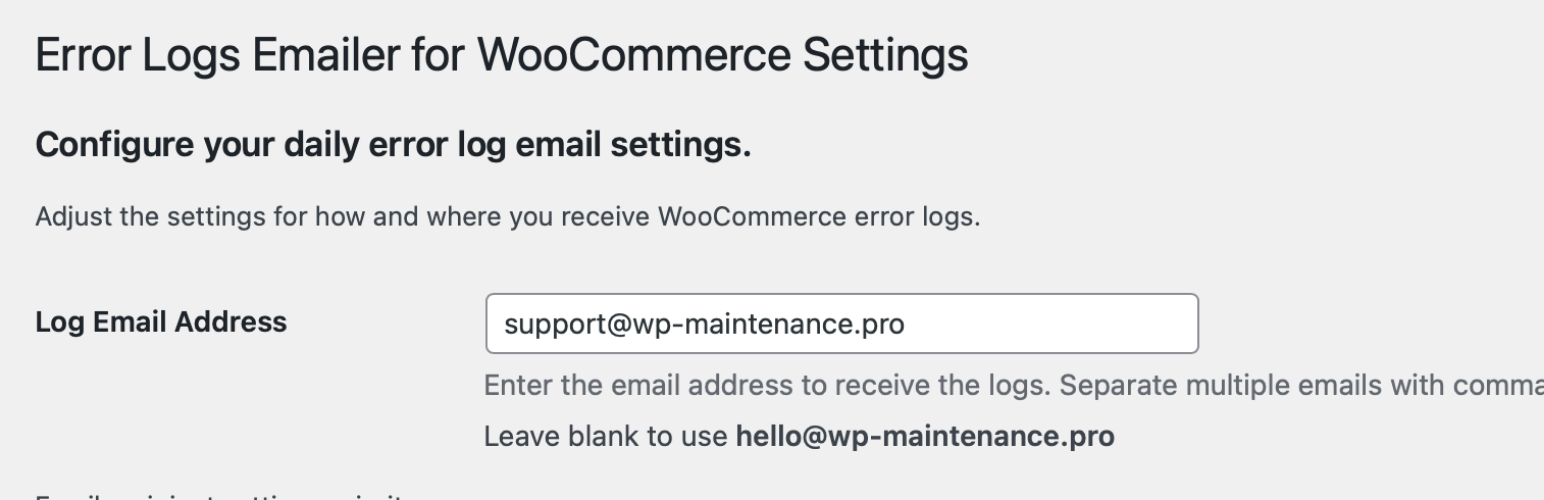 Error Logs Emailer for WooCommerce Settings
Configure your daily error log email settings.
Adjust the settings for how and where you receive WooCommerce error logs.
Log Email Address
support@wp-maintenance.pro
Enter the email address to receive the logs. Separate multiple emails with
Leave blank to use hello@wp-maintenance.pro